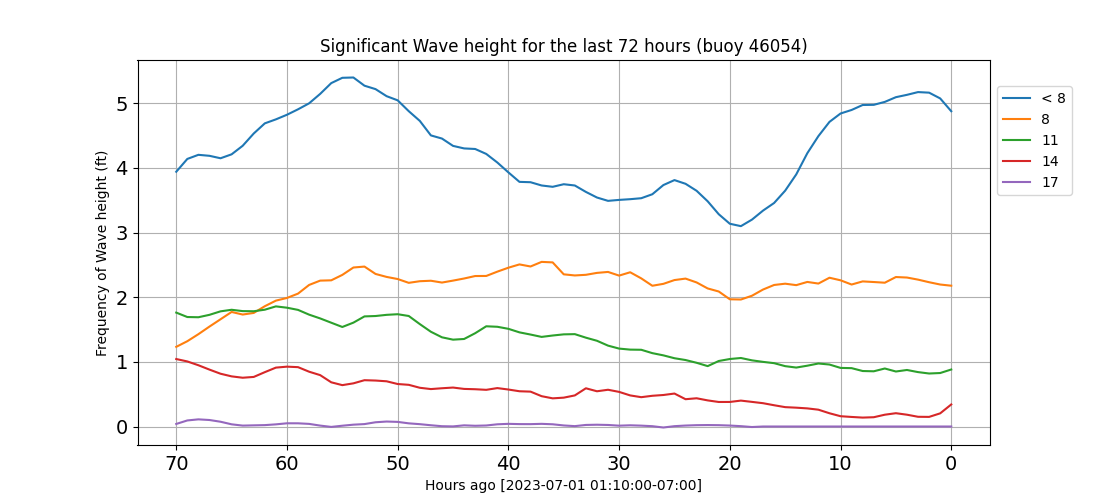 Significant Wave height for the last 72 hours (buoy 46054)
Frequency of Wave height (ft)
5
4
3
2
1
0
70 60 50 40 30 20 10 0
Hours ago [2023-07-01 01:10:00-07:00]
< 8
8
11
14
17